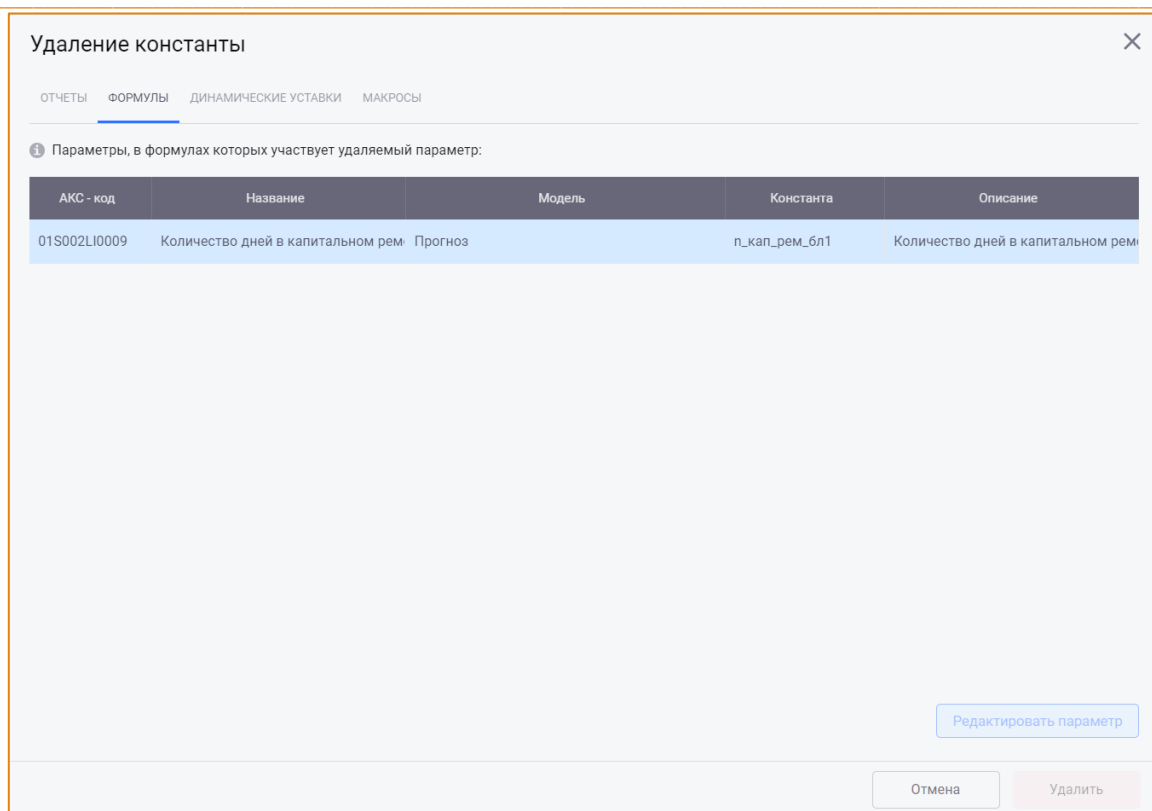 Удаление константы
ОТЧЕТЫ ФОРМУЛЫ ДИНАМИЧЕСКИЕ УСТАВКИ МАКРОСЫ
Параметры, в формулах которых участвует удаляемый параметр:
АКС - код Название Модель Константа Описание
01S002LI0009 Количество дней в капитальном рем Прогноз n_кап_рем_бл1 Количество дней в капитальном рем
Редактировать параметр
Отмена Удалить